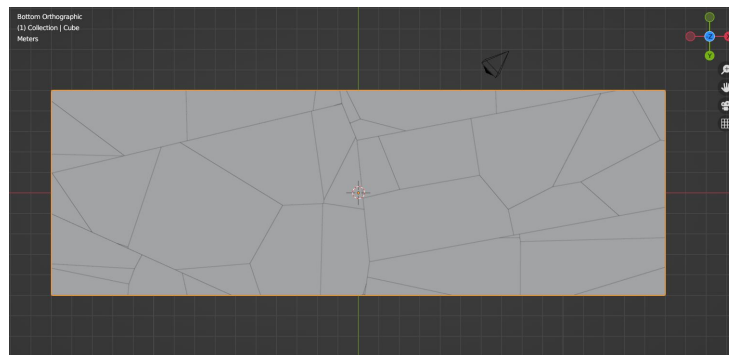 Bottom Orthographic
(1) Collection | Cube
Meters
-Z
X
Y